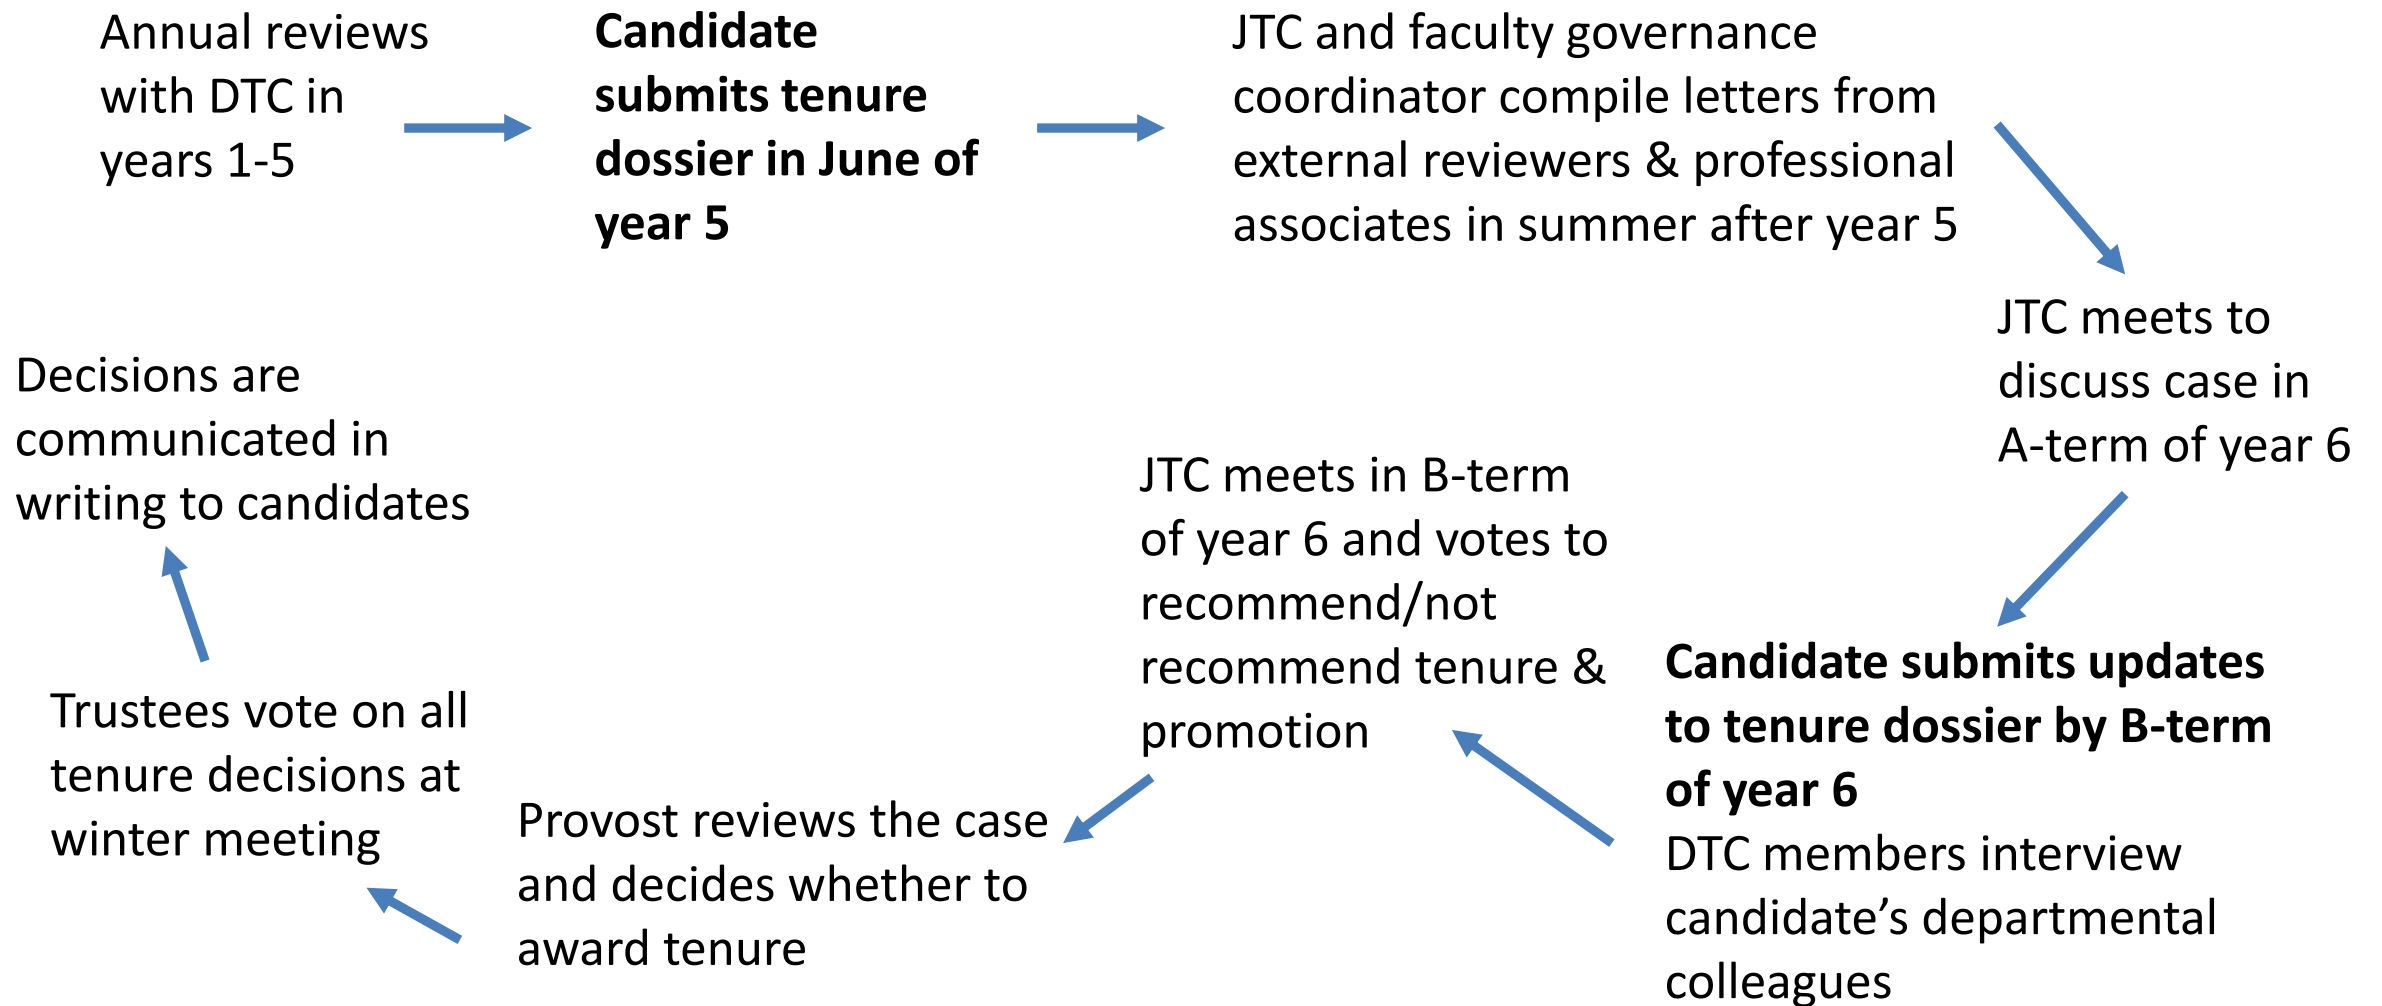 Annual reviews
with DTC in
years 1-5
Candidate
submits tenure
dossier in June of
year 5
JTC and faculty governance
coordinator compile letters from
external reviewers & professional
associates in summer after year 5
JTC meets to
discuss case in
A-term of year 6
Candidate submits updates
to tenure dossier by B-term
of year 6
DTC members interview
candidate’s departmental
colleagues
JTC meets in B-term
of year 6 and votes to
recommend/not
recommend tenure &
promotion
Provost reviews the case
and decides whether to
award tenure
Trustees vote on all
tenure decisions at
winter meeting
Decisions are
communicated in
writing to candidates